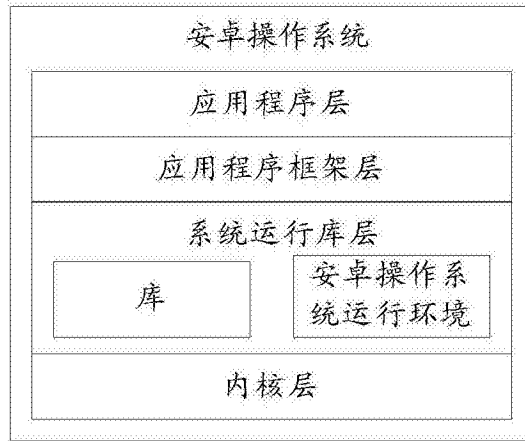 安卓操作系统
应用程序层
应用程序框架层
系统运行库层
库
安卓操作系
统运行环境
内核层